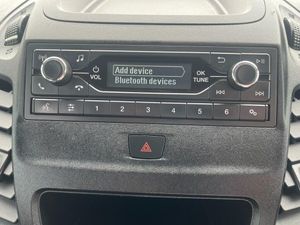 Add device
Bluetooth devices
VOL
OK
TUNE
1 2 3 4 5 6